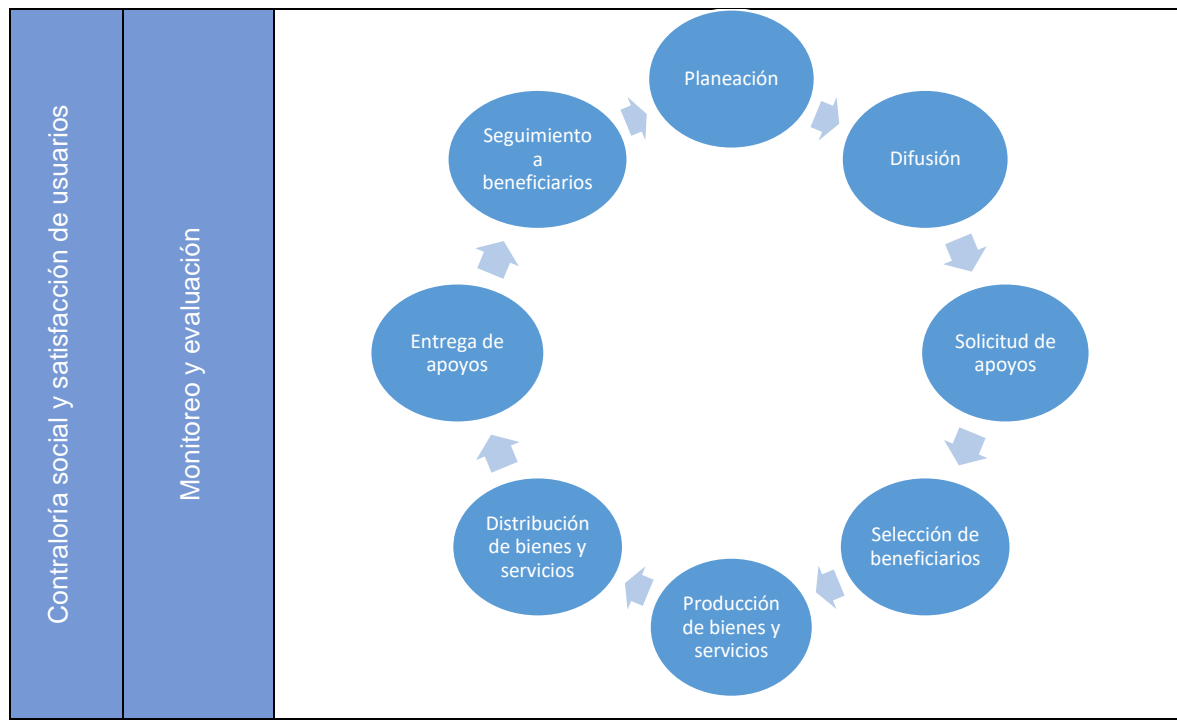 Contraloría social y satisfacción de usuarios
Monitoreo y evaluación
Planeación
Difusión
Solicitud de
apoyos
Selección de
beneficiarios
Producción
de bienes y
servicios
Distribución
de bienes y
servicios
Entrega de
apoyos
Seguimiento
a
beneficiarios